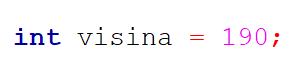 int visina = 190;